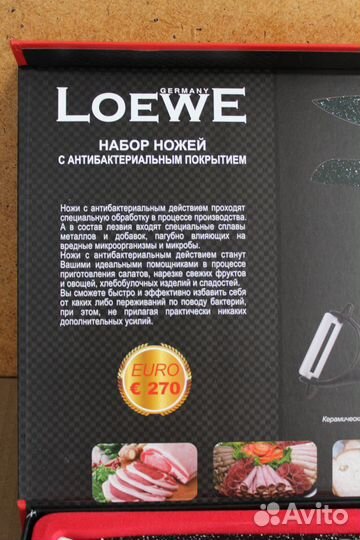 GERMANY
LOEWE
НАБОР НОЖЕЙ
С АНТИБАКТЕРИАЛЬНЫМ ПОКРЫТИЕМ
Ножи с антибактериальным действием проходят
специальную обработку в процессе производства.
А в состав лезвия входят специальные сплавы
металлов и добавок, пагубно влияющих на
вредные микроорганизмы и микробы.
Ножи с антибактериальным действием станут
Вашими идеальными помощниками в процессе
приготовления салатов, нарезке свежих фруктов
и овощей, хлебобулочных изделий и сладостей.
Вы сможете быстро и эффективно избавить себя
от каких либо переживаний по поводу бактерий,
при этом, не прилагая практически никаких
дополнительных усилий.
EURO
€ 270
Avito